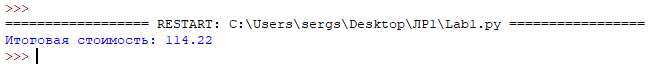 >>>
================== RESTART: C:\Users\sergs\Desktop\ЛР1\Lab1.py =================
Итоговая стоимость: 114.22
>>>